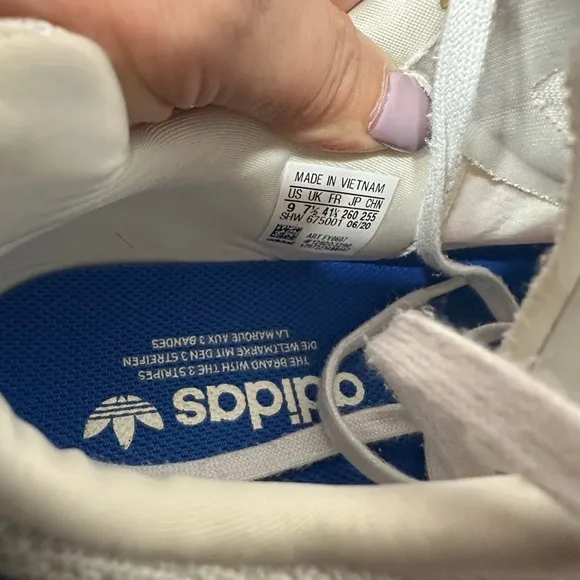 MADE IN VIETNAM
US UK FR JP CHN
9 7½ 41⅓ 260 255
SHW 675001 06/20
ART FY0687
adidas
THE BRAND WITH THE 3 STRIPES
DIE WELTMARKE MIT DEN 3 STREIFEN
LA MARQUE AUX 3 BANDES